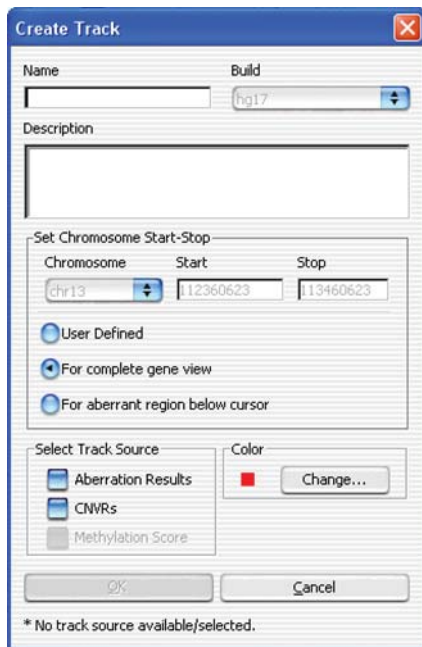 Create Track
Name Build
hg17
Description
Set Chromosome Start-Stop
Chromosome Start Stop
chr13 112360623 113460623
User Defined
For complete gene view
For aberrant region below cursor
Select Track Source Color
Aberration Results Change...
CNVRs
Methylation Score
OK Cancel
* No track source available/selected.